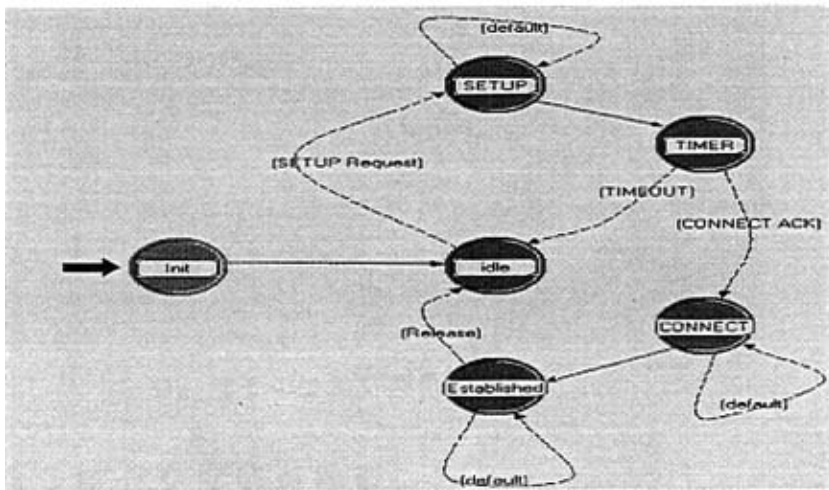 (default)
SETUP
TIMER
(SETUP Request)
(TIMEOUT)
(CONNECT ACK)
Init
idle
(Release)
CONNECT
Established
(default)
(default)